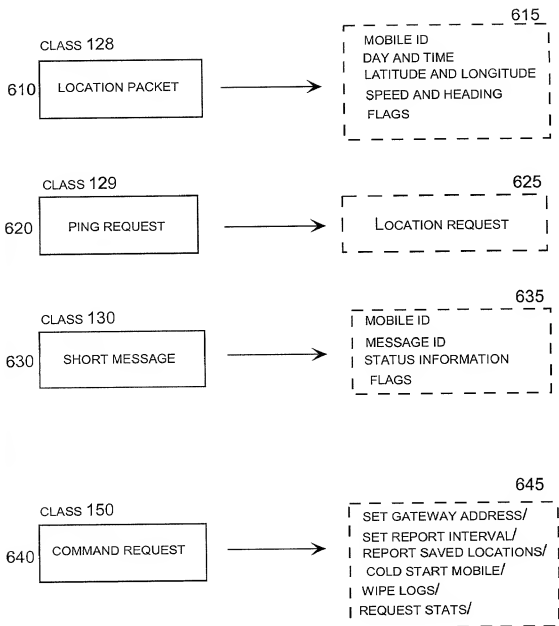 615
CLASS 128
610
LOCATION PACKET
MOBILE ID
DAY AND TIME
LATITUDE AND LONGITUDE
SPEED AND HEADING
FLAGS
CLASS 129
625
620
PING REQUEST
LOCATION REQUEST
CLASS 130
635
630
SHORT MESSAGE
MOBILE ID
MESSAGE ID
STATUS INFORMATION
FLAGS
CLASS 150
645
640
COMMAND REQUEST
SET GATEWAY ADDRESS/
SET REPORT INTERVAL/
REPORT SAVED LOCATIONS/
COLD START MOBILE/
WIPE LOGS/
REQUEST STATS/